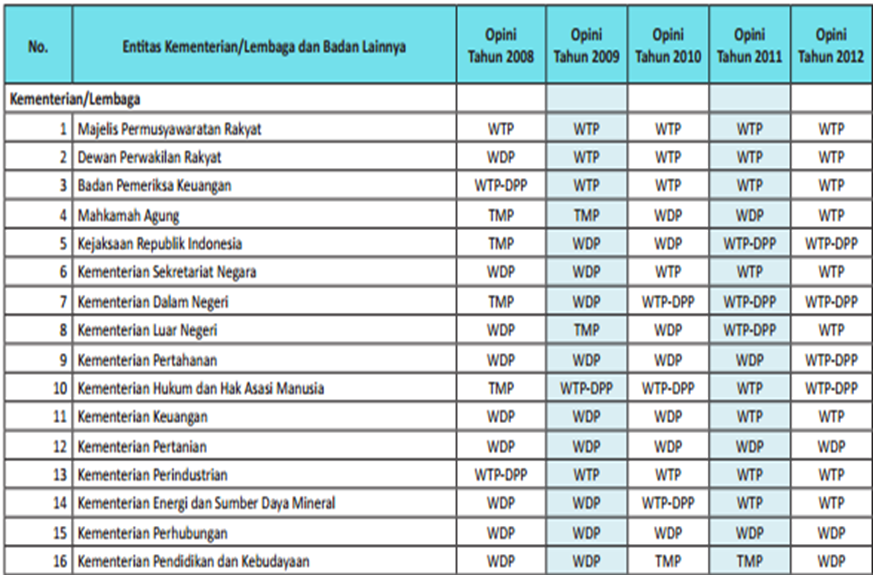 No. Entitas Kementerian/Lembaga dan Badan Lainnya Opini Tahun 2008 Opini Tahun 2009 Opini Tahun 2010 Opini Tahun 2011 Opini Tahun 2012
Kementerian/Lembaga
1 Majelis Permusyawaratan Rakyat WTP WTP WTP WTP WTP
2 Dewan Perwakilan Rakyat WDP WTP WTP WTP WTP
3 Badan Pemeriksa Keuangan WTP-DPP WTP WTP WTP WTP
4 Mahkamah Agung TMP TMP WDP WDP WTP
5 Kejaksaan Republik Indonesia TMP WDP WDP WTP-DPP WTP-DPP
6 Kementerian Sekretariat Negara WDP WDP WTP WTP WTP
7 Kementerian Dalam Negeri TMP WDP WTP-DPP WTP-DPP WTP-DPP
8 Kementerian Luar Negeri WDP TMP WDP WTP-DPP WTP
9 Kementerian Pertahanan WDP WDP WDP WDP WTP-DPP
10 Kementerian Hukum dan Hak Asasi Manusia TMP WTP-DPP WTP-DPP WTP WTP-DPP
11 Kementerian Keuangan WDP WDP WDP WTP WTP
12 Kementerian Pertanian WDP WDP WDP WDP WDP
13 Kementerian Perindustrian WTP-DPP WTP WTP WTP WTP
14 Kementerian Energi dan Sumber Daya Mineral WDP WDP WTP-DPP WTP WTP
15 Kementerian Perhubungan WDP WDP WDP WDP WDP
16 Kementerian Pendidikan dan Kebudayaan WDP WDP TMP TMP WDP